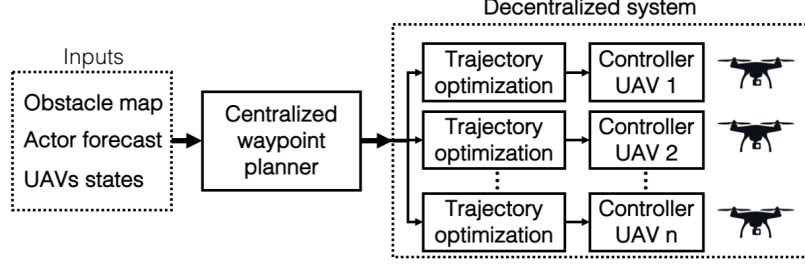 Decentralized system
Inputs
Obstacle map
Actor forecast
UAVs states
Centralized
waypoint
planner
Trajectory
optimization
Controller
UAV 1
Trajectory
optimization
Controller
UAV 2
Trajectory
optimization
Controller
UAV n